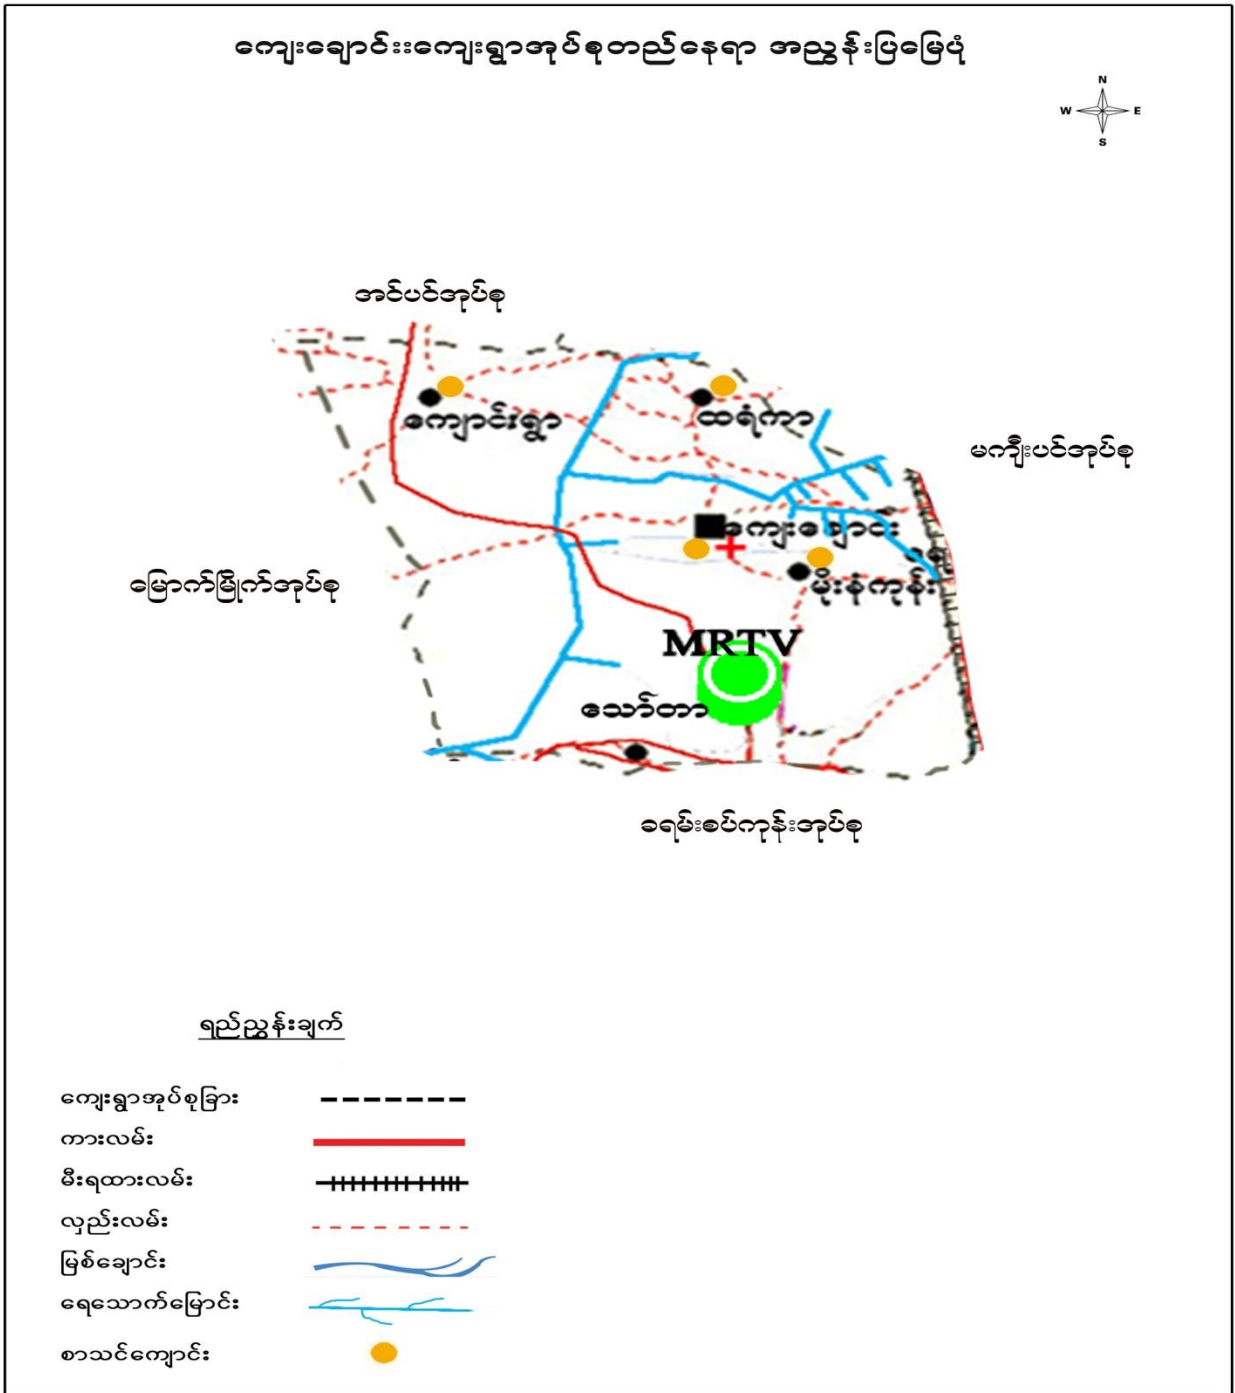 ကျေးချောင်းးကျေးရွာအုပ်စုတည်နေရာ အညွှန်းပြမြေပုံ
N
W E
S
အင်ပင်အုပ်စု
ကျောင်းရွာ
ထရံကာ
မကျီးပင်အုပ်စု
ကျေးချောင်း
မြောက်မြိုက်အုပ်စု
မိုးနံကုန်း
MRTV
သော်တာ
ခရမ်းစပ်ကုန်းအုပ်စု
ရည်ညွှန်းချက်
ကျေးရွာအုပ်စုခြား
ကားလမ်း
မီးရထားလမ်း
လှည်းလမ်း
မြစ်ချောင်း
ရေသောက်မြောင်း
စာသင်ကျောင်း